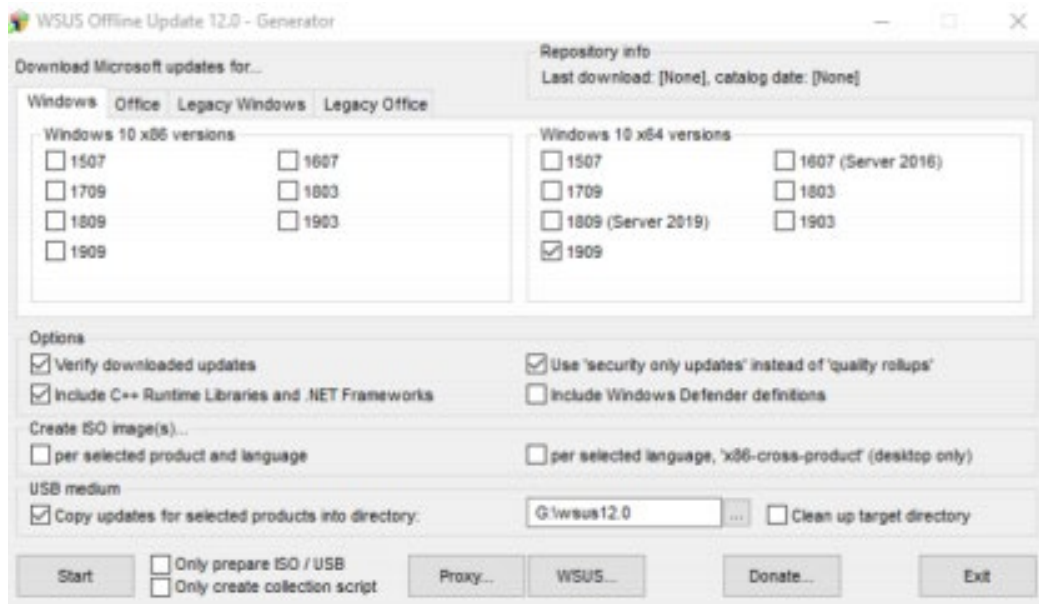 WSUS Offline Update 12.0 - Generator
Download Microsoft updates for...
Repository info
Last download: [None], catalog date: [None]
Windows Office Legacy Windows Legacy Office
Windows 10 x86 versions
1507 1607
1709 1803
1809 1903
1909
Windows 10 x64 versions
1507 1607 (Server 2016)
1709 1803
1809 (Server 2019) 1903
1909
Options
Verify downloaded updates Use 'security only updates' instead of 'quality rollups'
Include C++ Runtime Libraries and .NET Frameworks Include Windows Defender definitions
Create ISO image(s)...
per selected product and language per selected language, 'x86-cross-product' (desktop only)
USB medium
Copy updates for selected products into directory: G:\wsus12.0 ... Clean up target directory
Start Only prepare ISO / USB Proxy... WSUS... Donate... Exit
Only create collection script